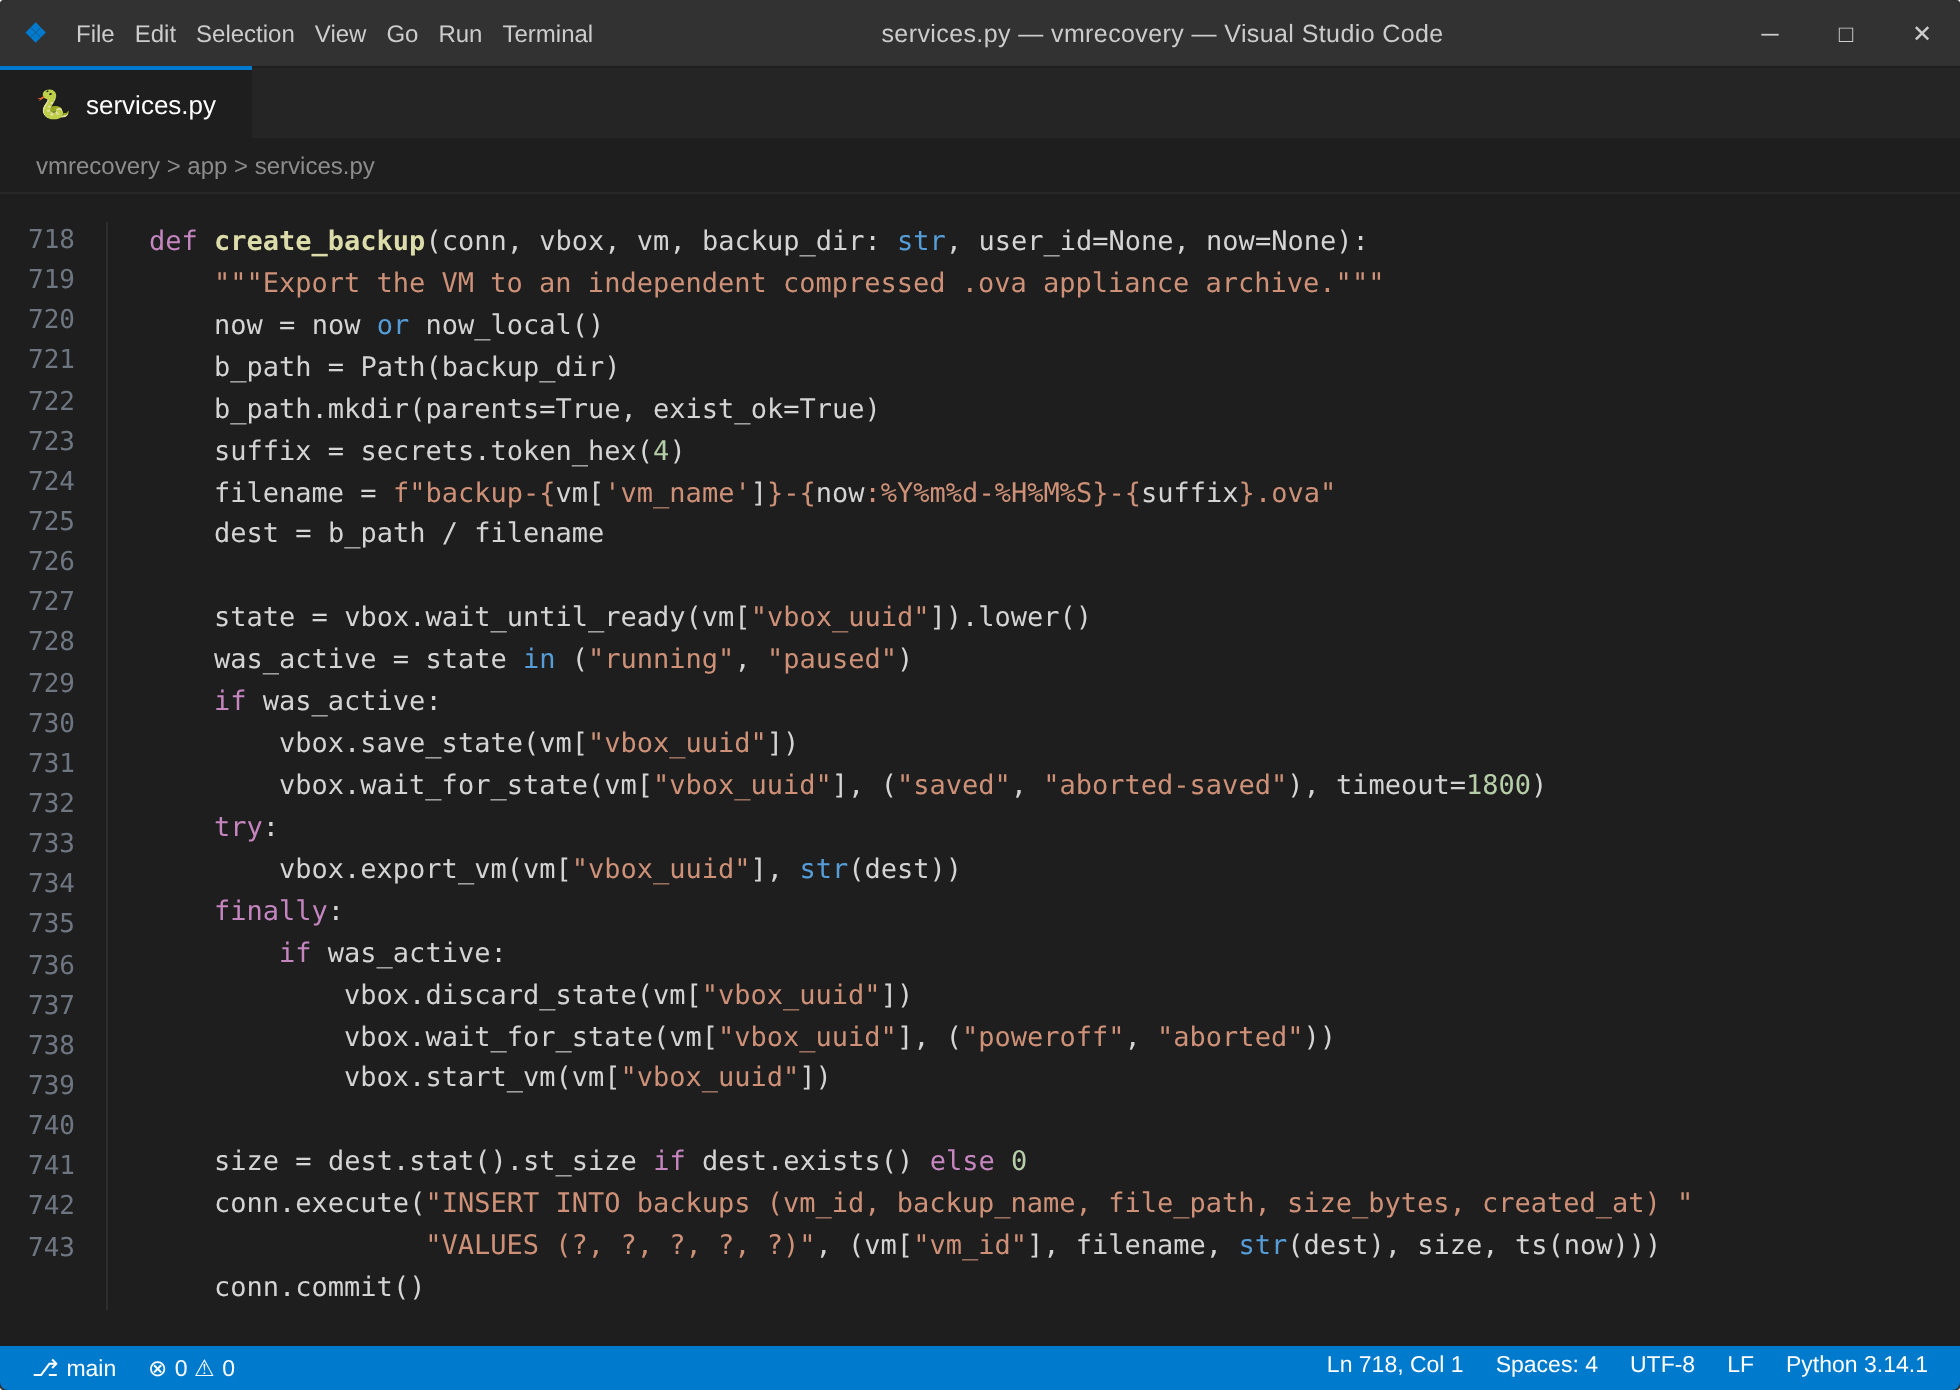 File Edit Selection View Go Run Terminal services.py — vmrecovery — Visual Studio Code
services.py
vmrecovery > app > services.py
718 def create_backup(conn, vbox, vm, backup_dir: str, user_id=None, now=None):
719     """Export the VM to an independent compressed .ova appliance archive."""
720     now = now or now_local()
721     b_path = Path(backup_dir)
722     b_path.mkdir(parents=True, exist_ok=True)
723     suffix = secrets.token_hex(4)
724     filename = f"backup-{vm['vm_name']}-{now:%Y%m%d-%H%M%S}-{suffix}.ova"
725     dest = b_path / filename
726
727     state = vbox.wait_until_ready(vm["vbox_uuid"]).lower()
728     was_active = state in ("running", "paused")
729     if was_active:
730         vbox.save_state(vm["vbox_uuid"])
731         vbox.wait_for_state(vm["vbox_uuid"], ("saved", "aborted-saved"), timeout=1800)
732     try:
733         vbox.export_vm(vm["vbox_uuid"], str(dest))
734     finally:
735         if was_active:
736             vbox.discard_state(vm["vbox_uuid"])
737             vbox.wait_for_state(vm["vbox_uuid"], ("poweroff", "aborted"))
738             vbox.start_vm(vm["vbox_uuid"])
739
740     size = dest.stat().st_size if dest.exists() else 0
741     conn.execute("INSERT INTO backups (vm_id, backup_name, file_path, size_bytes, created_at) "
742                  "VALUES (?, ?, ?, ?, ?)", (vm["vm_id"], filename, str(dest), size, ts(now)))
743     conn.commit()
main 0 0 Ln 718, Col 1 Spaces: 4 UTF-8 LF Python 3.14.1